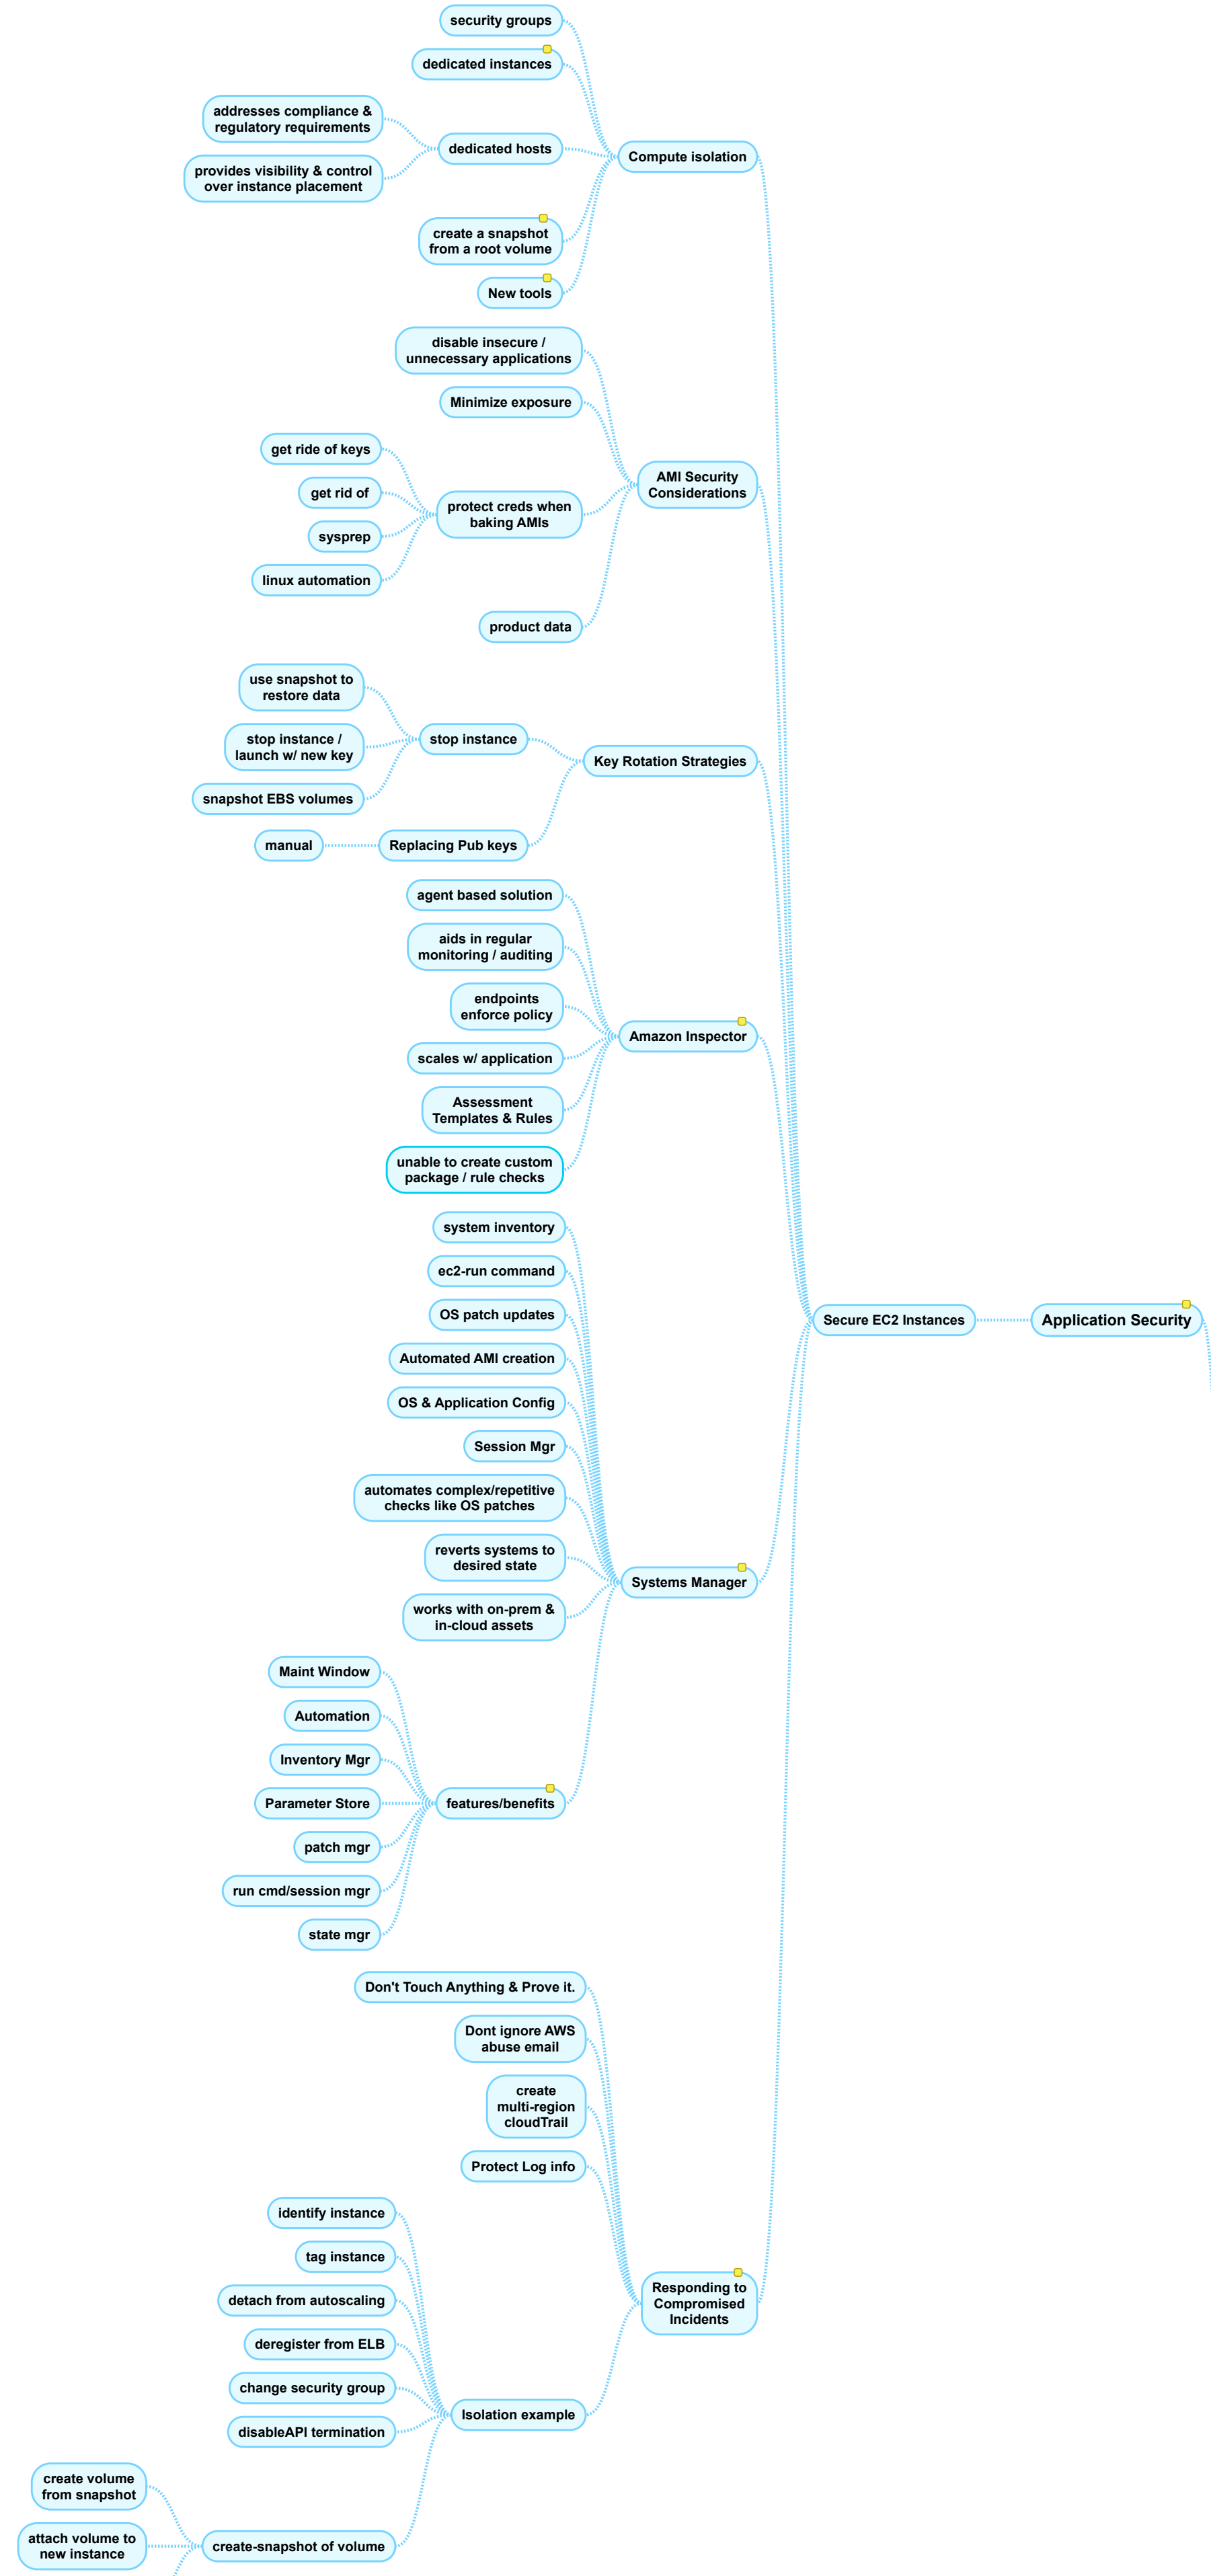 security groups
dedicated instances
addresses compliance &
regulatory requirements
dedicated hosts
Compute isolation
provides visibility & control
over instance placement
create a snapshot
from a root volume
New tools
disable insecure /
unnecessary applications
Minimize exposure
get ride of keys
AMI Security
Considerations
get rid of
protect creds when
baking AMIs
sysprep
linux automation
product data
use snapshot to
restore data
stop instance /
launch w/ new key
stop instance
Key Rotation Strategies
snapshot EBS volumes
manual
Replacing Pub keys
agent based solution
aids in regular
monitoring / auditing
endpoints
enforce policy
Amazon Inspector
scales w/ application
Assessment
Templates & Rules
unable to create custom
package / rule checks
system inventory
ec2-run command
OS patch updates
Secure EC2 Instances
Application Security
Automated AMI creation
OS & Application Config
Session Mgr
automates complex/repetitive
checks like OS patches
reverts systems to
desired state
Systems Manager
works with on-prem &
in-cloud assets
Maint Window
Automation
Inventory Mgr
Parameter Store
features/benefits
patch mgr
run cmd/session mgr
state mgr
Don't Touch Anything & Prove it.
Dont ignore AWS
abuse email
create
multi-region
cloudTrail
Protect Log info
identify instance
tag instance
detach from autoscaling
Responding to
Compromised
Incidents
deregister from ELB
change security group
Isolation example
disableAPI termination
create volume
from snapshot
attach volume to
new instance
create-snapshot of volume